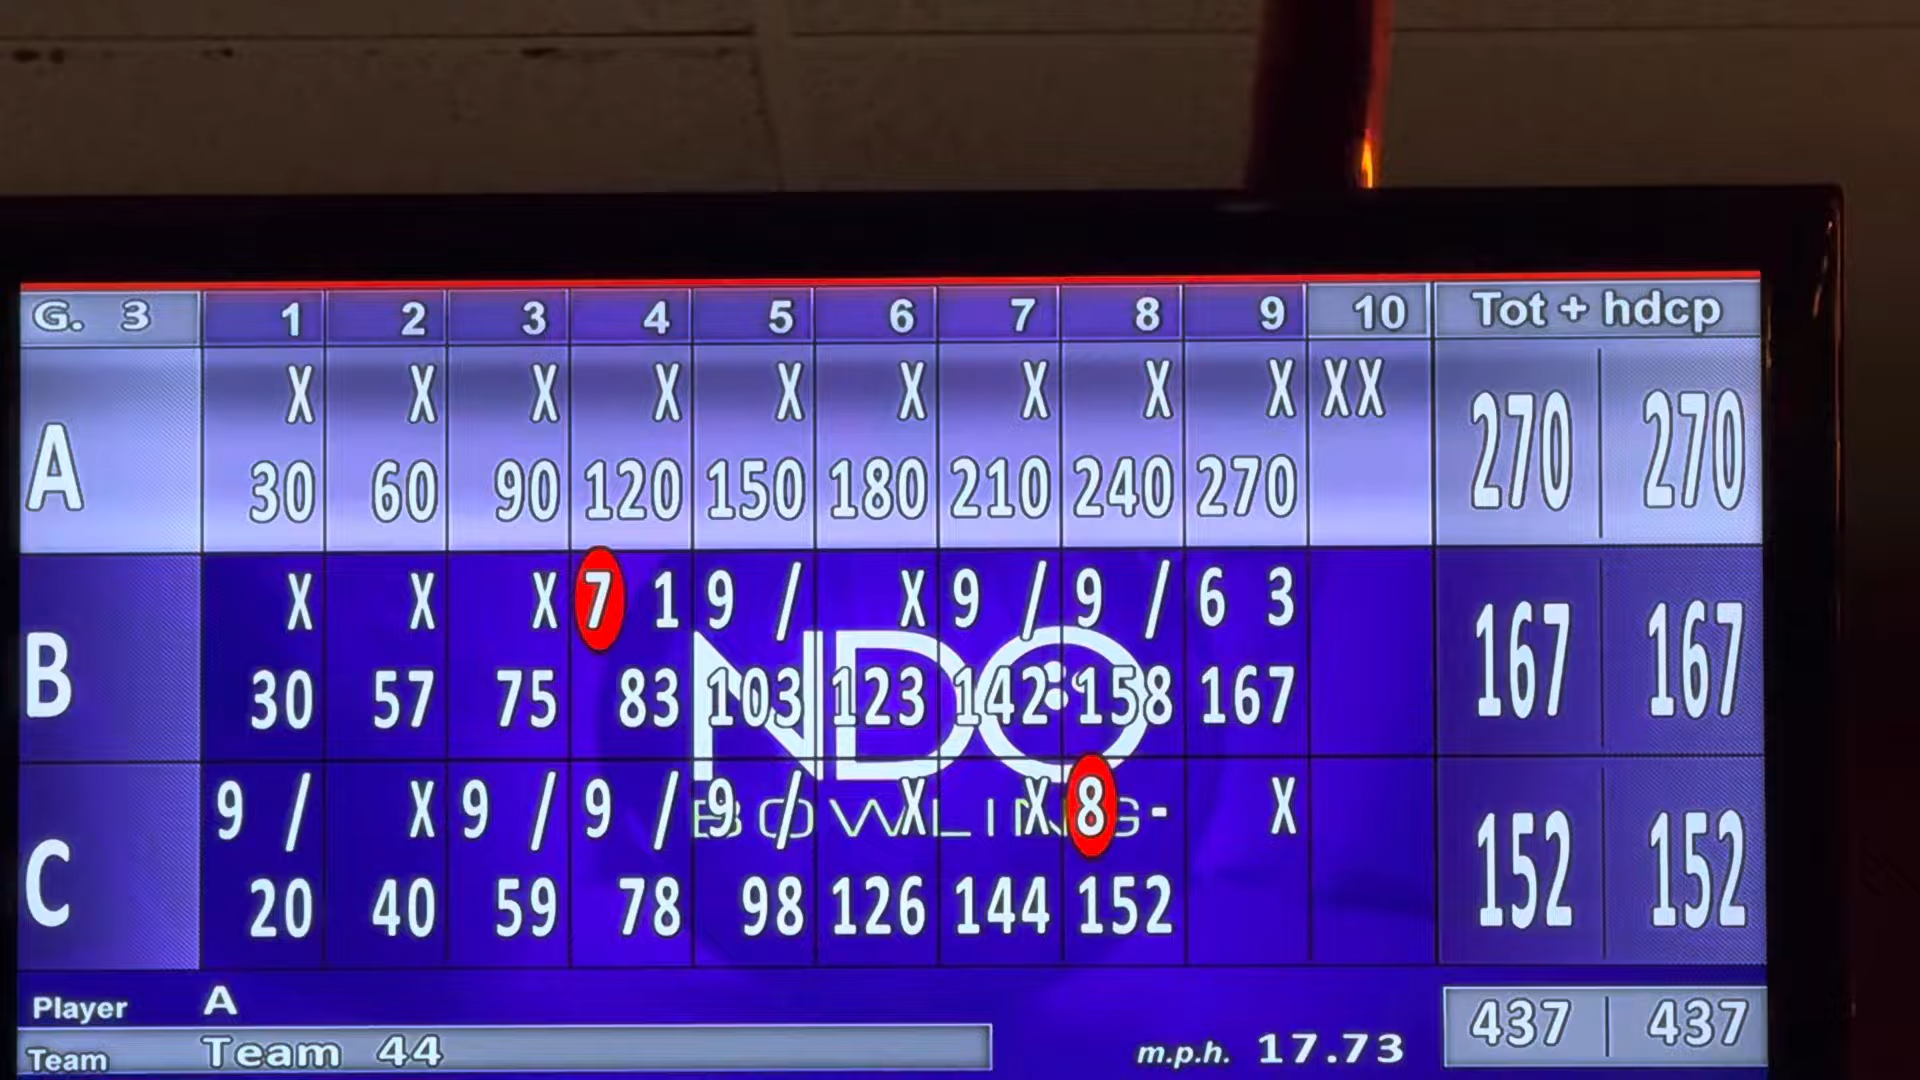 G. 3 1 2 3 4 5 6 7 8 9 10 Tot + hdcp
X X X X X X X X X XX
A 30 60 90 120 150 180 210 240 270 270 270
X X X 7 1 9 / X 9 / 9 / 6 3
B 30 57 75 83 103 123 142 158 167 167 167
NDC
9 / X 9 / 9 / 9 / X X 8 - X
BOWLING
C 20 40 59 78 98 126 144 152 152 152
Player A 437 437
Team Team 44 m.p.h. 17.73